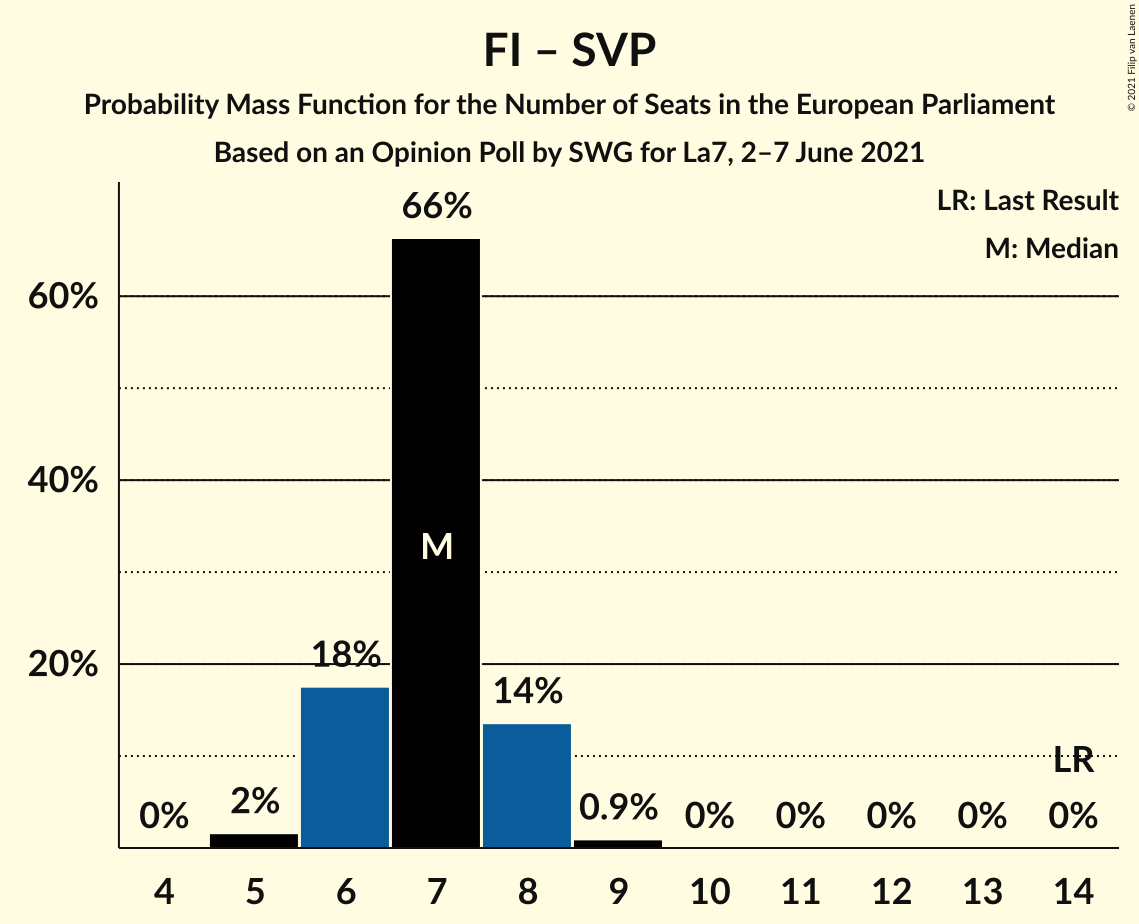 FI – SVP
Probability Mass Function for the Number of Seats in the European Parliament
Based on an Opinion Poll by SWG for La7, 2–7 June 2021
© 2021 Filip van Laenen
LR: Last Result
M: Median
66%
60%
40%
M
18%
20%
14%
LR
0%
2%
0.9%
0%
0%
0%
0%
0%
4 5 6 7 8 9 10 11 12 13 14